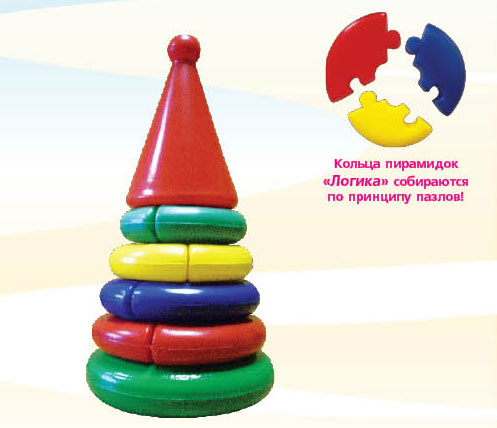 Кольца пирамидок
«Логика» собираются
по принципу пазлов!